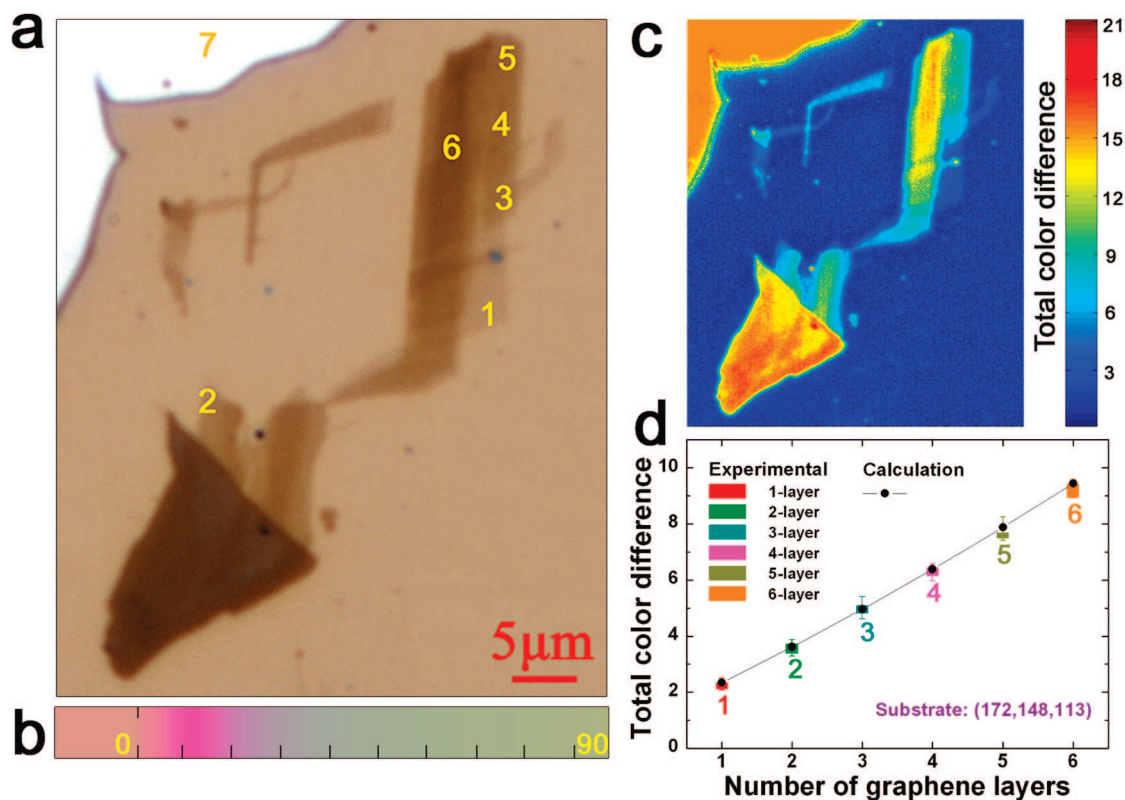 a
7
5
4
6
3
1
2
5μm
b
0
90
c
21
18
15
12
9
6
3
Total color difference
d
Total color difference
10
8
6
4
2
0
Experimental
1-layer
2-layer
3-layer
4-layer
5-layer
6-layer
Calculation
1
2
3
4
5
6
Substrate: (172,148,113)
1 2 3 4 5 6
Number of graphene layers